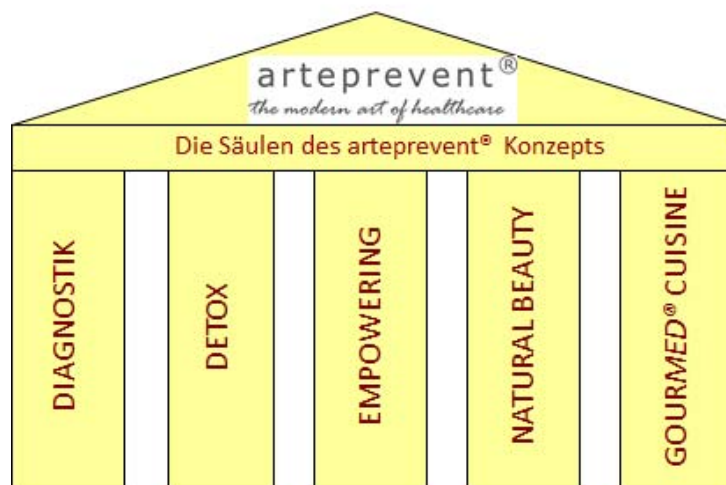 arteprevent®
the modern art of healthcare
Die Säulen des arteprevent® Konzepts
DIAGNOSTIK
DETOX
EMPOWERING
NATURAL BEAUTY
GOURMED® CUISINE